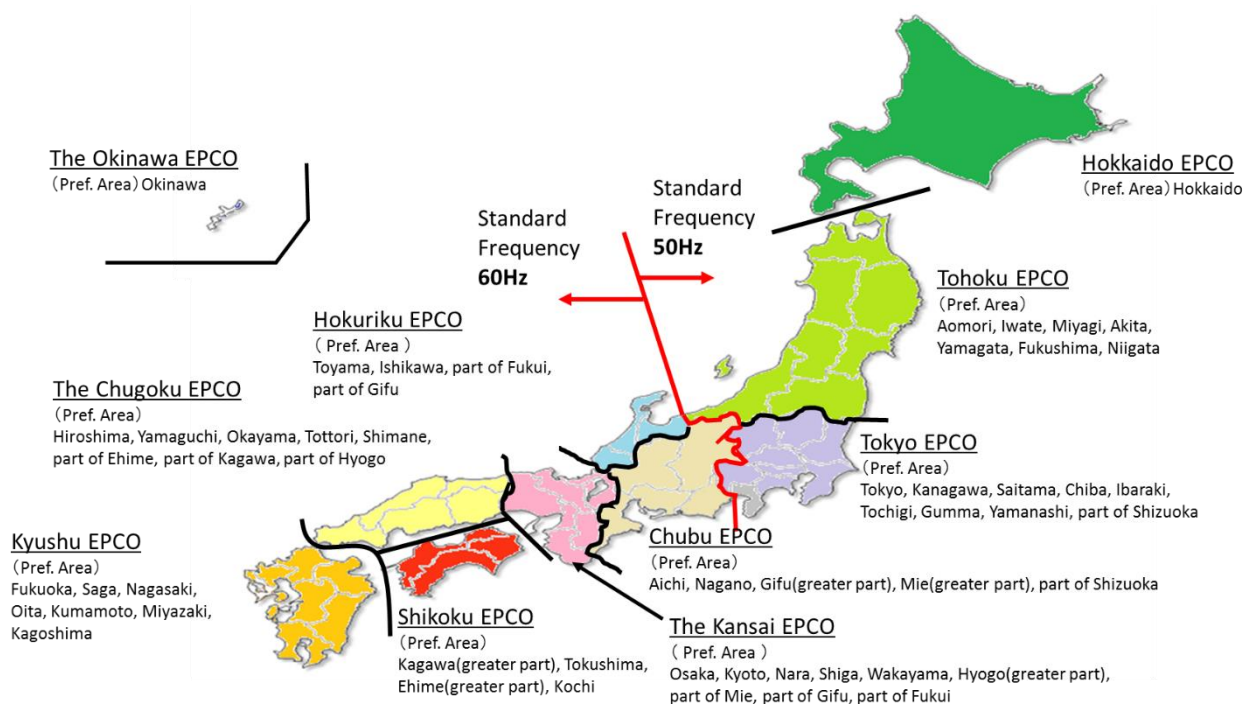 The Okinawa EPCO
(Pref. Area) Okinawa
Standard
Frequency
60Hz
Standard
Frequency
50Hz
Hokkaido EPCO
(Pref. Area) Hokkaido
Tohoku EPCO
(Pref. Area)
Aomori, Iwate, Miyagi, Akita,
Yamagata, Fukushima, Niigata
Hokuriku EPCO
( Pref. Area )
Toyama, Ishikawa, part of Fukui,
part of Gifu
The Chugoku EPCO
(Pref. Area)
Hiroshima, Yamaguchi, Okayama, Tottori, Shimane,
part of Ehime, part of Kagawa, part of Hyogo
Tokyo EPCO
(Pref. Area)
Tokyo, Kanagawa, Saitama, Chiba, Ibaraki,
Tochigi, Gumma, Yamanashi, part of Shizuoka
Kyushu EPCO
(Pref. Area)
Fukuoka, Saga, Nagasaki,
Oita, Kumamoto, Miyazaki,
Kagoshima
Chubu EPCO
(Pref. Area)
Aichi, Nagano, Gifu(greater part), Mie(greater part), part of Shizuoka
Shikoku EPCO
(Pref. Area)
Kagawa(greater part), Tokushima,
Ehime(greater part), Kochi
The Kansai EPCO
( Pref. Area )
Osaka, Kyoto, Nara, Shiga, Wakayama, Hyogo(greater part),
part of Mie, part of Gifu, part of Fukui